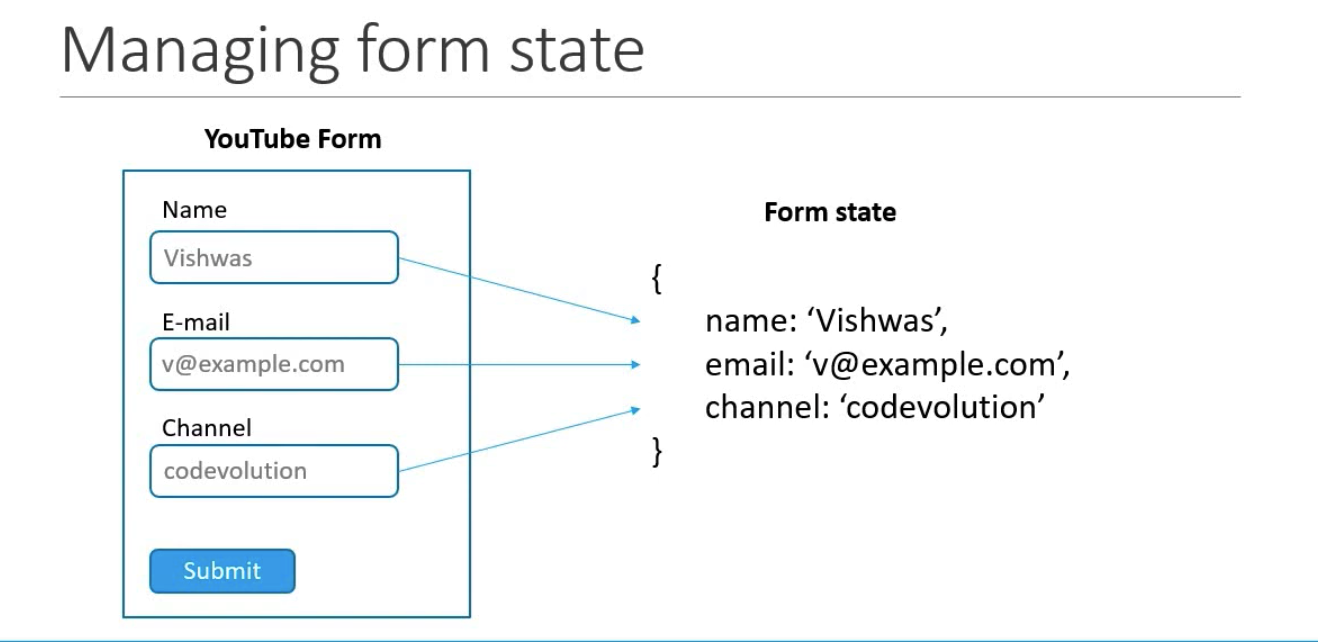 Managing form state
YouTube Form
Name
Vishwas
E-mail
v@example.com
Channel
codevolution
Submit
Form state
{
name: ‘Vishwas’,
email: ‘v@example.com’,
channel: ‘codevolution’
}